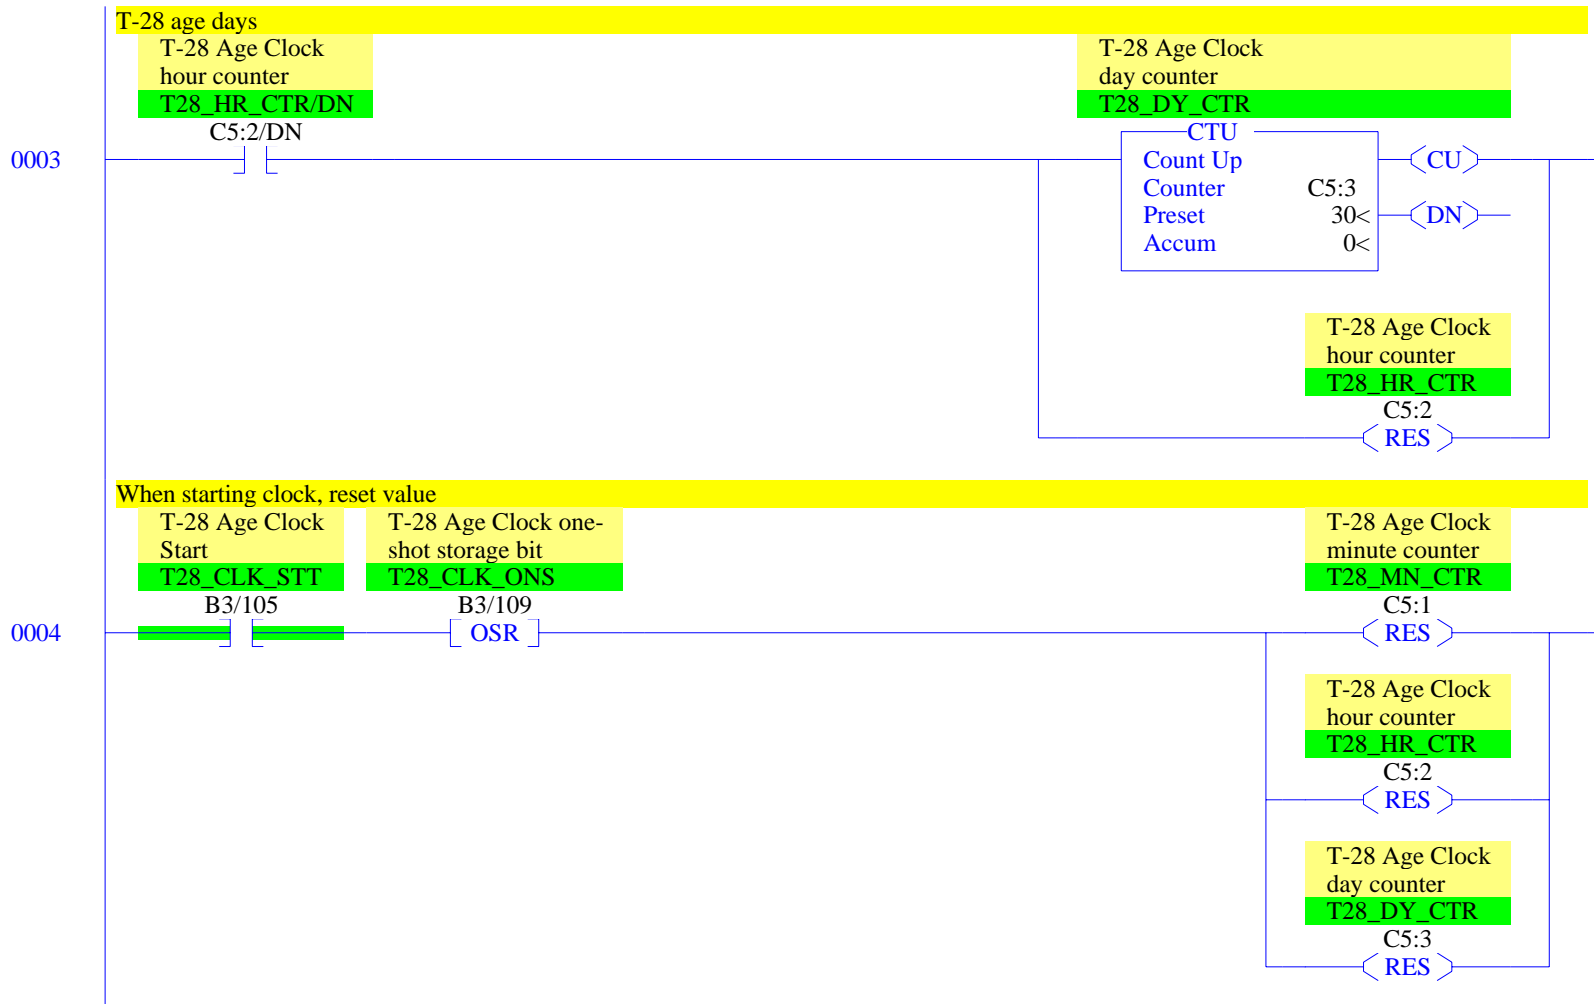 T-28 age days
T-28 Age Clock
hour counter
T28_HR_CTR/DN
C5:2/DN
T-28 Age Clock
day counter
T28_DY_CTR
CTU
0003
Count Up
CU
Counter C5:3
Preset 30<
DN
Accum 0<
T-28 Age Clock
hour counter
T28_HR_CTR
C5:2
RES
When starting clock, reset value
T-28 Age Clock
Start
T28_CLK_STT
B3/105
T-28 Age Clock one-
shot storage bit
T28_CLK_ONS
B3/109
T-28 Age Clock
minute counter
T28_MN_CTR
C5:1
0004
OSR
RES
T-28 Age Clock
hour counter
T28_HR_CTR
C5:2
RES
T-28 Age Clock
day counter
T28_DY_CTR
C5:3
RES